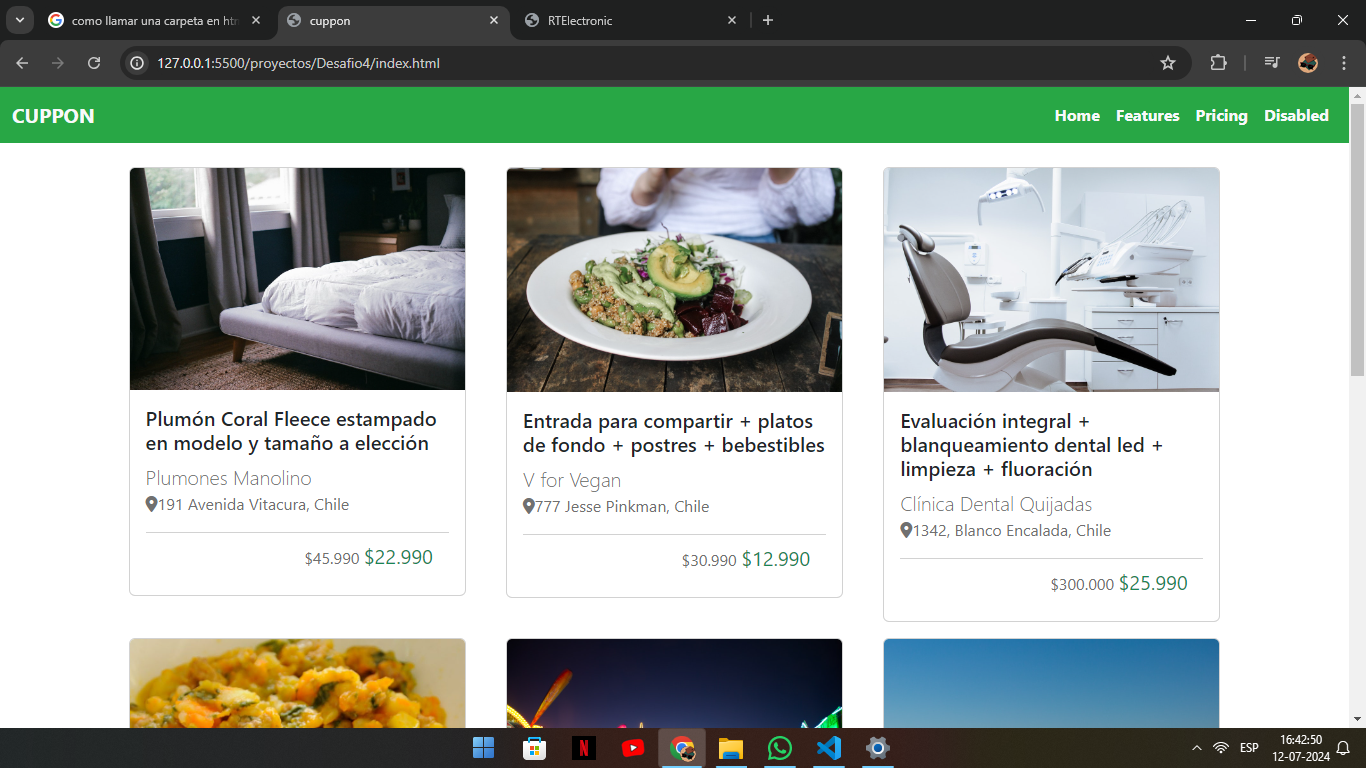 como llamar una carpeta en htm
cuppon
RTElectronic
127.0.0.1:5500/proyectos/Desafio4/index.html
CUPPON
Home Features Pricing Disabled
Plumón Coral Fleece estampado
en modelo y tamaño a elección
Plumones Manolino
191 Avenida Vitacura, Chile
$45.990 $22.990
Entrada para compartir + platos
de fondo + postres + bebestibles
V for Vegan
777 Jesse Pinkman, Chile
$30.990 $12.990
Evaluación integral +
blanqueamiento dental led +
limpieza + fluoración
Clínica Dental Quijadas
1342, Blanco Encalada, Chile
$300.000 $25.990
N
ESP
16:42:50
12-07-2024